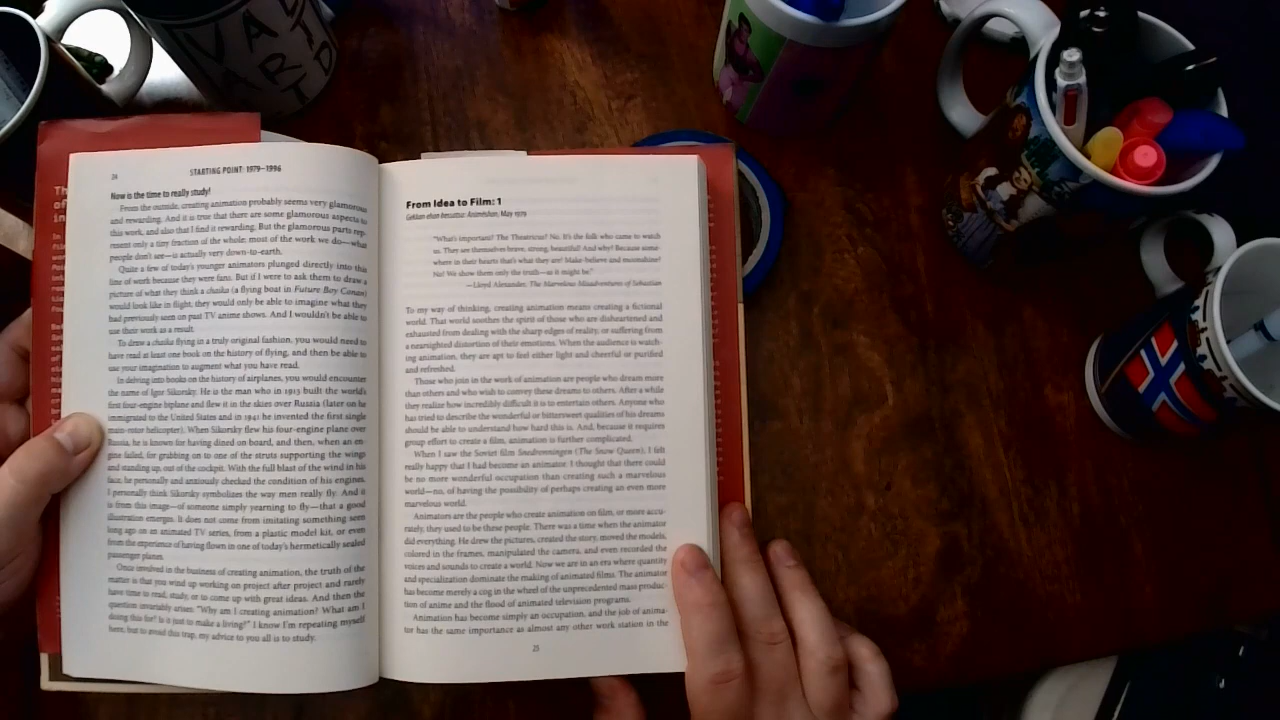 24
STARTING POINT: 1979–1996
Now is the time to really study!
From the outside, creating animation probably seems very glamorous
and rewarding. And it is true that there are some glamorous aspects to
this work, and also that I find it rewarding. But the glamorous parts rep-
resent only a tiny fraction of the whole; most of the work we do—what
people don't see—is actually very down-to-earth.
Quite a few of today's younger animators plunged directly into this
line of work because they were fans. But if I were to ask them to draw a
picture of what they think a chaika (a flying boat in Future Boy Conan)
would look like in flight, they would only be able to imagine what they
had previously seen on past TV anime shows. And I wouldn't be able to
use their work as a result.
To draw a chaika flying in a truly original fashion, you would need to
have read at least one book on the history of flying, and then be able to
use your imagination to augment what you have read.
In delving into books on the history of airplanes, you would encounter
the name of Igor Sikorsky. He is the man who in 1913 built the world's
first four-engine biplane and flew it in the skies over Russia (later on he
immigrated to the United States and in 1941 he invented the first single
main-rotor helicopter). When Sikorsky flew his four-engine plane over
Russia, he is known for having dined on board, and then, when an en-
gine failed, for grabbing on to one of the struts supporting the wings
and standing up, out of the cockpit. With the full blast of the wind in his
face, he personally and anxiously checked the condition of his engines.
I personally think Sikorsky symbolizes the way men really fly. And it
is from this image—of someone simply yearning to fly—that a good
illustration emerges. It does not come from imitating something seen
long ago on an animated TV series, from a plastic model kit, or even
from the experience of having flown in one of today's hermetically sealed
passenger planes.
Once involved in the business of creating animation, the truth of the
matter is that you wind up working on project after project and rarely
have time to read, study, or to come up with great ideas. And then the
question invariably arises: "Why am I creating animation? What am I
doing this for? Is it just to make a living?" I know I'm repeating myself
here, but to avoid this trap, my advice to you all is to study.
From Idea to Film: 1
Animēshon, May 1979
"What's important? The Theatricus? No. It's the folk who come to watch
us. They see themselves brave, strong, beautiful! And why? Because some-
where in their hearts that's what they are! Make-believe and moonshine?
No! We show them only the truth—as it might be."
—Lloyd Alexander, The Marvelous Misadventures of Sebastian
To my way of thinking, creating animation means creating a fictional
world. That world soothes the spirit of those who are disheartened and
exhausted from dealing with the sharp edges of reality, or suffering from
a nearsighted distortion of their emotions. When the audience is watch-
ing animation, they are apt to feel either light and cheerful or purified
and refreshed.
Those who join in the work of animation are people who dream more
than others and who wish to convey these dreams to others. After a while
they realize how incredibly difficult it is to entertain others. Anyone who
has tried to describe the wonderful or bittersweet qualities of his dreams
should be able to understand how hard this is. And, because it requires
group effort to create a film, animation is further complicated.
When I saw the Soviet film Snedronningen (The Snow Queen), I felt
really happy that I had become an animator. I thought that there could
be no more wonderful occupation than creating such a marvelous
world—no, of having the possibility of perhaps creating an even more
marvelous world.
Animators are the people who create animation on film, or more accu-
rately, they used to be these people. There was a time when the animator
did everything. He drew the pictures, created the story, moved the models,
colored in the frames, manipulated the camera, and even recorded the
voices and sounds to create a world. Now we are in an era where quantity
and specialization dominate the making of animated films. The animator
has become merely a cog in the wheel of the unprecedented mass produc-
tion of anime and the flood of animated television programs.
Animation has become simply an occupation, and the job of anima-
tor has the same importance as almost any other work station in the
25